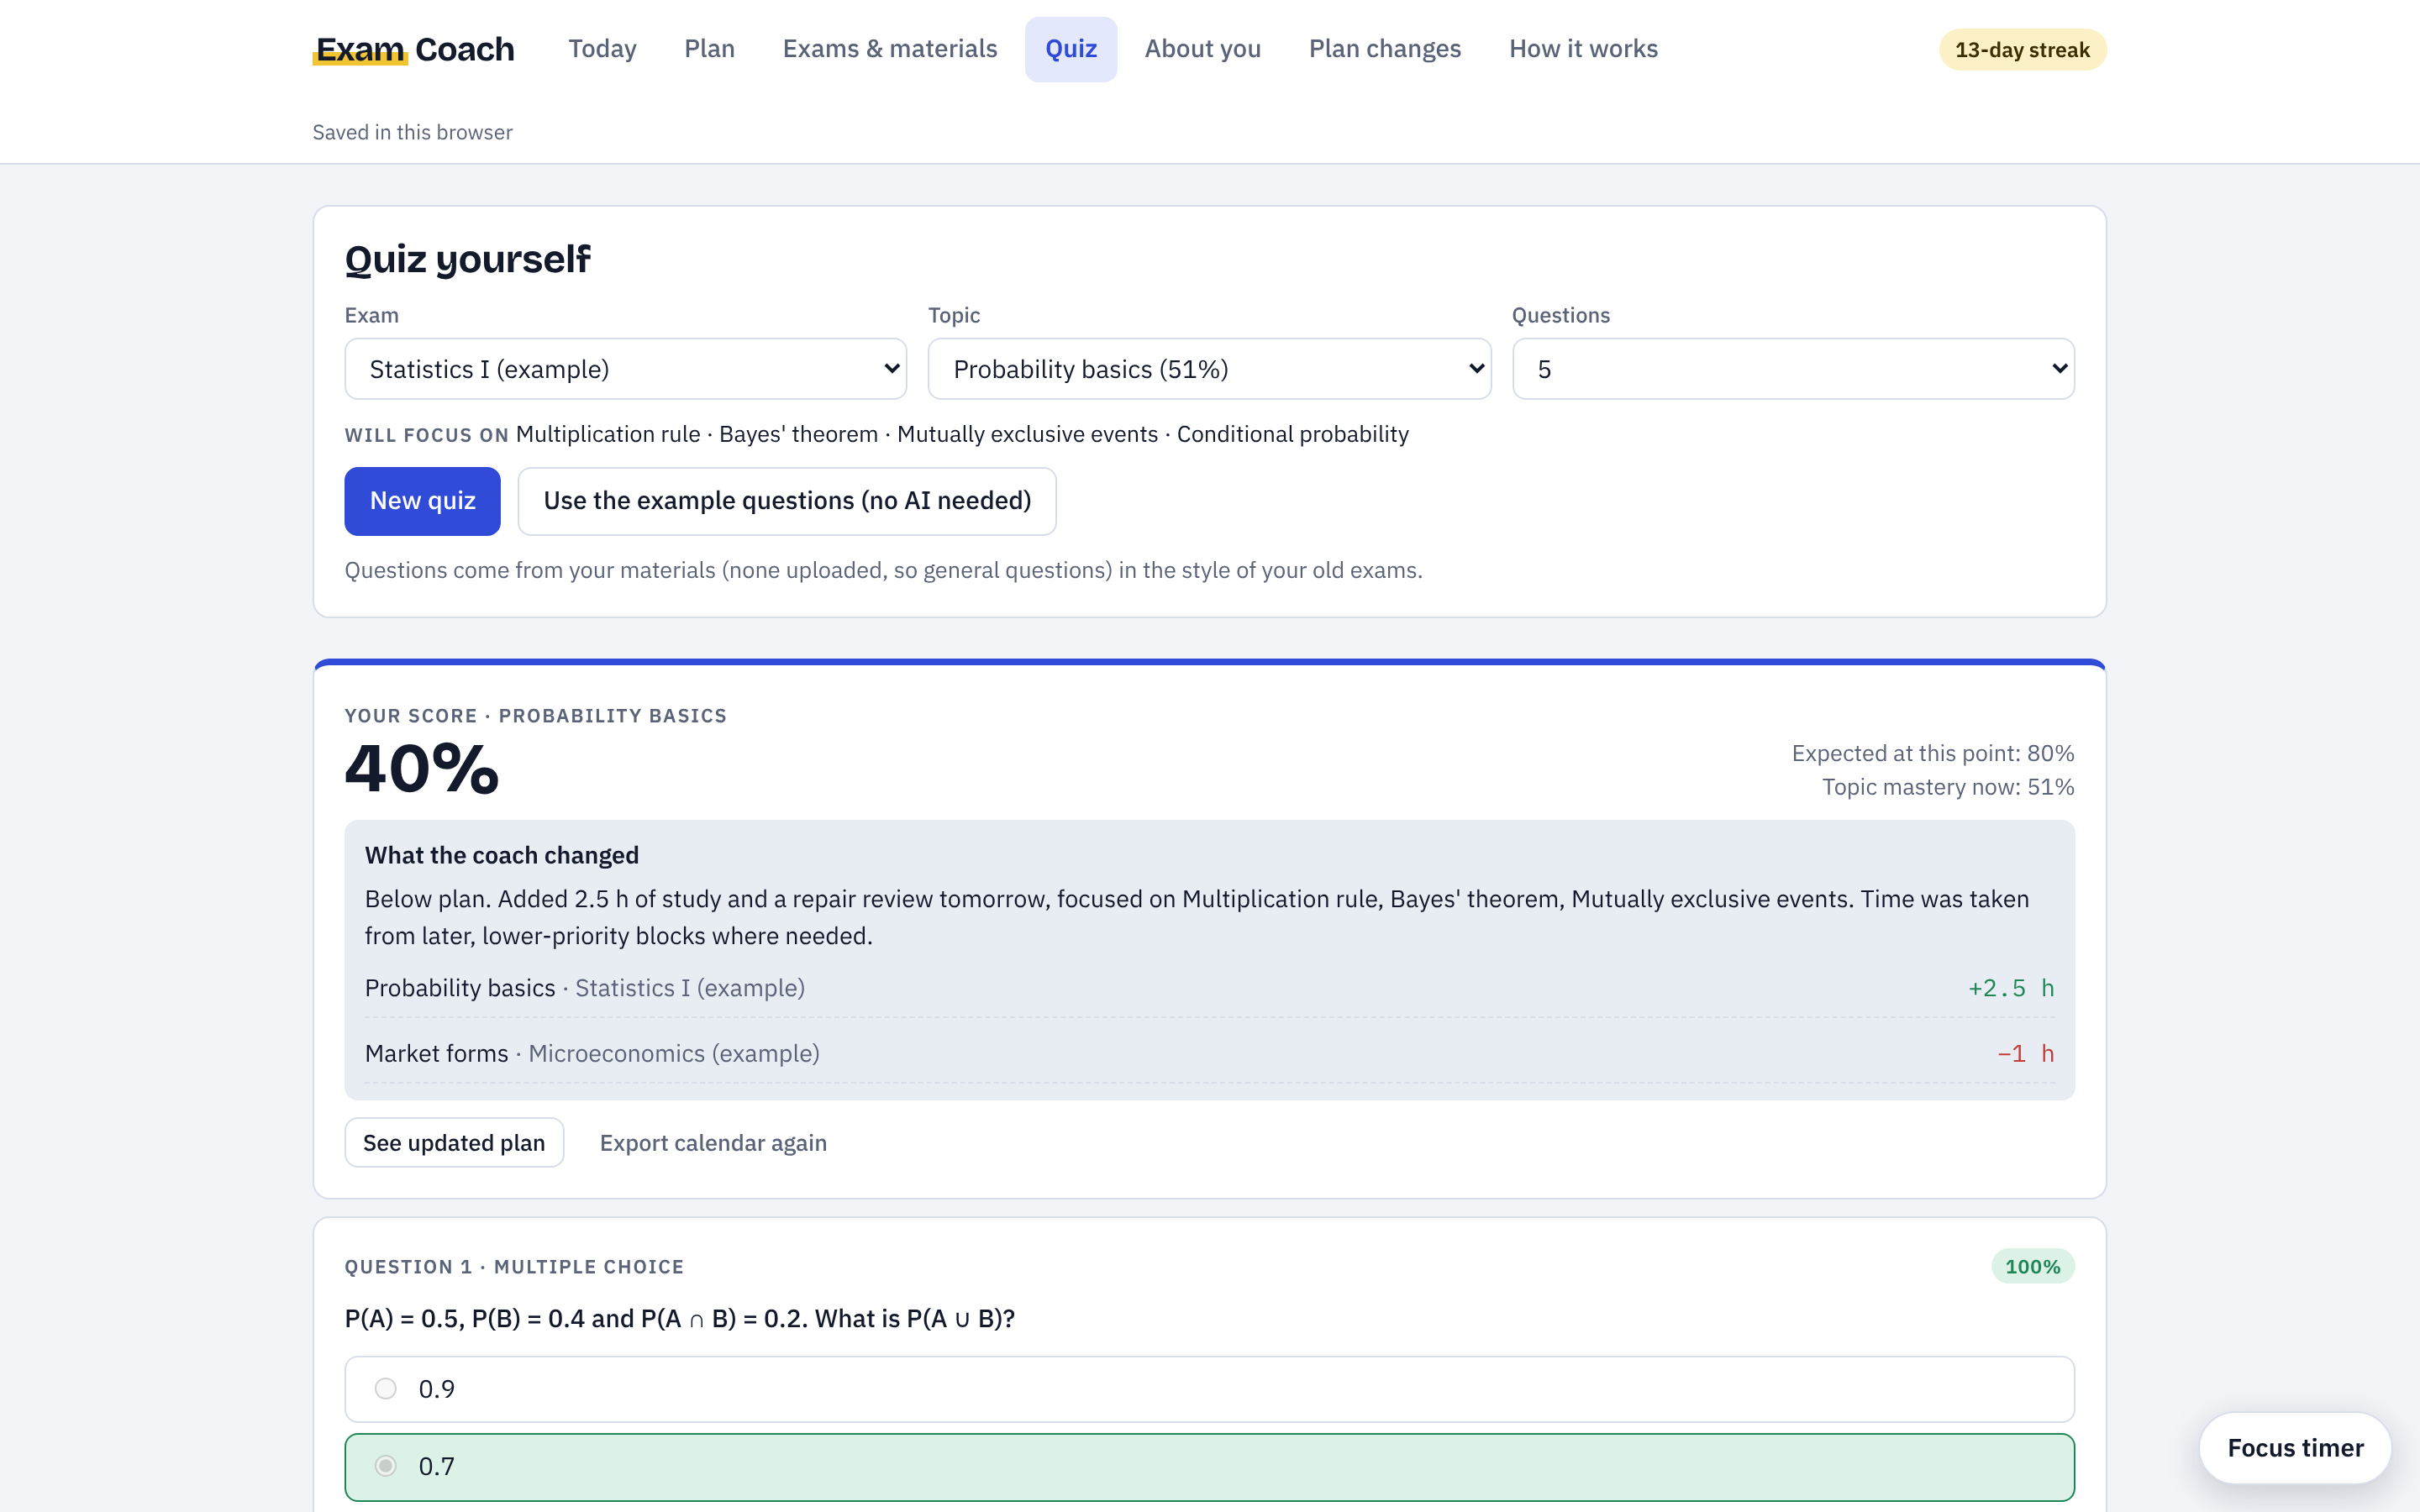 Exam Coach
Today
Plan
Exams & materials
Quiz
About you
Plan changes
How it works
13-day streak
Saved in this browser
Quiz yourself
Exam
Topic
Questions
Statistics I (example)
Probability basics (51%)
5
WILL FOCUS ON Multiplication rule · Bayes' theorem · Mutually exclusive events · Conditional probability
New quiz
Use the example questions (no AI needed)
Questions come from your materials (none uploaded, so general questions) in the style of your old exams.
YOUR SCORE · PROBABILITY BASICS
40%
Expected at this point: 80%
Topic mastery now: 51%
What the coach changed
Below plan. Added 2.5 h of study and a repair review tomorrow, focused on Multiplication rule, Bayes' theorem, Mutually exclusive events. Time was taken
from later, lower-priority blocks where needed.
Probability basics · Statistics I (example)
+2.5 h
Market forms · Microeconomics (example)
−1 h
See updated plan
Export calendar again
QUESTION 1 · MULTIPLE CHOICE
100%
P(A) = 0.5, P(B) = 0.4 and P(A ∩ B) = 0.2. What is P(A ∪ B)?
0.9
0.7
Focus timer